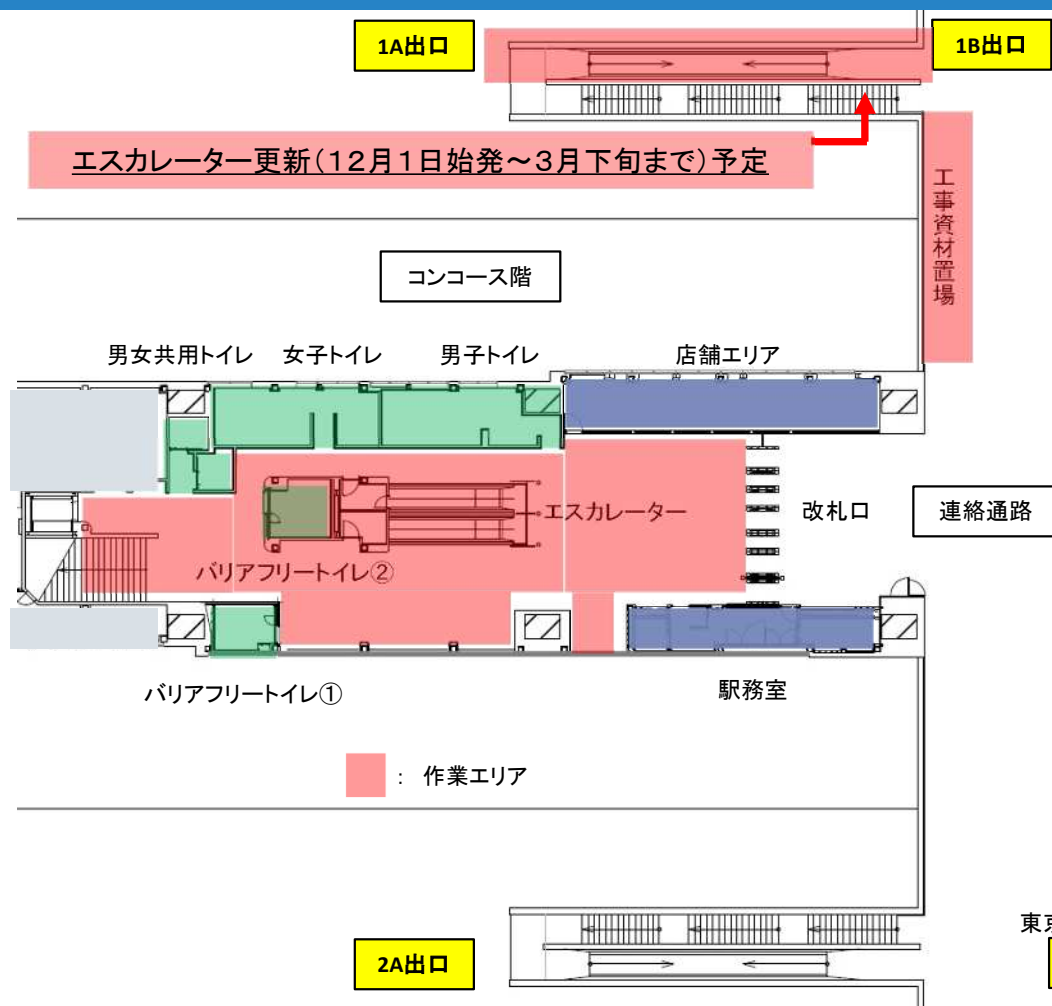 1A出口
1B出口
エスカレーター更新(12月1日始発～3月下旬まで)予定
工事資材置場
コンコース階
男女共用トイレ
女子トイレ
男子トイレ
店舗エリア
エスカレーター
改札口
連絡通路
バリアフリートイレ②
バリアフリートイレ①
駅務室
： 作業エリア
2A出口